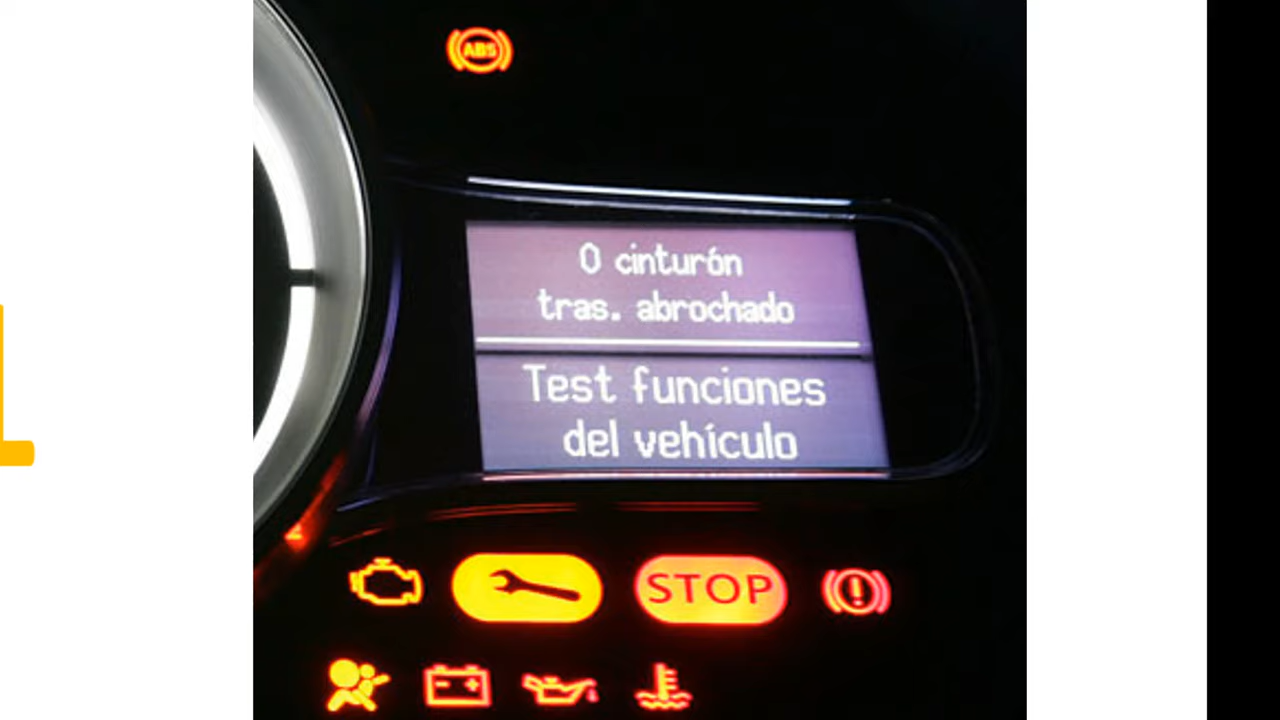 ABS
0 cinturón
tras. abrochado
Test funciones
del vehículo
STOP